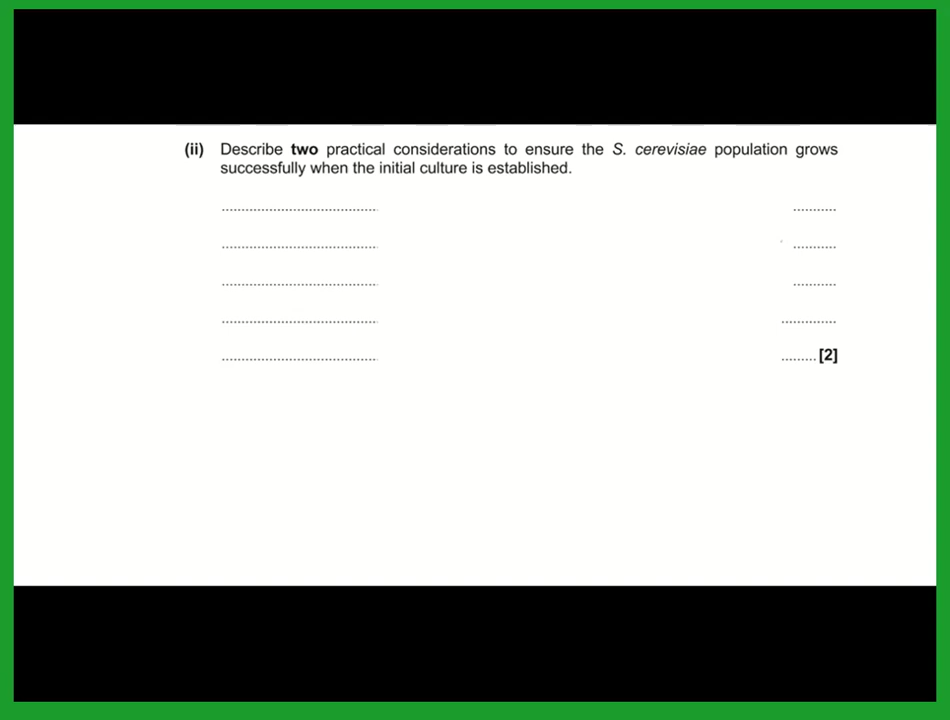 (ii) Describe two practical considerations to ensure the S. cerevisiae population grows
successfully when the initial culture is established.
.......................................... ...........
.......................................... ...........
.......................................... ...........
.......................................... ..............
.......................................... .........[2]